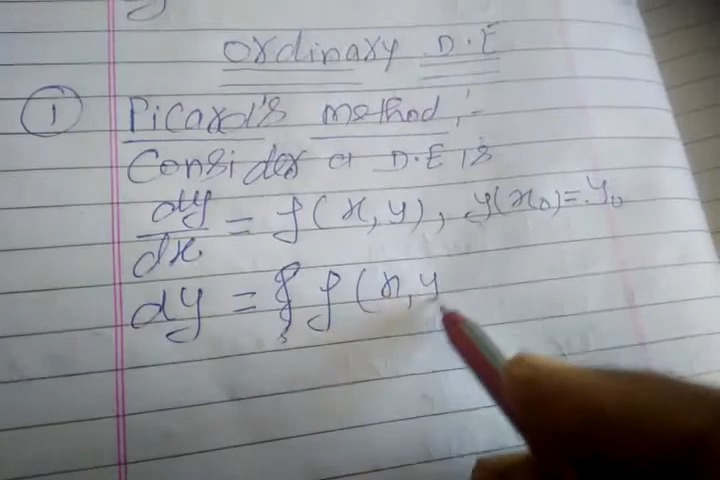 Ordinary D.E
1 Picard's method :-
Consider a D.E is
dy/dx = f(x,y), y(x0)=y0
dy = f(x,y